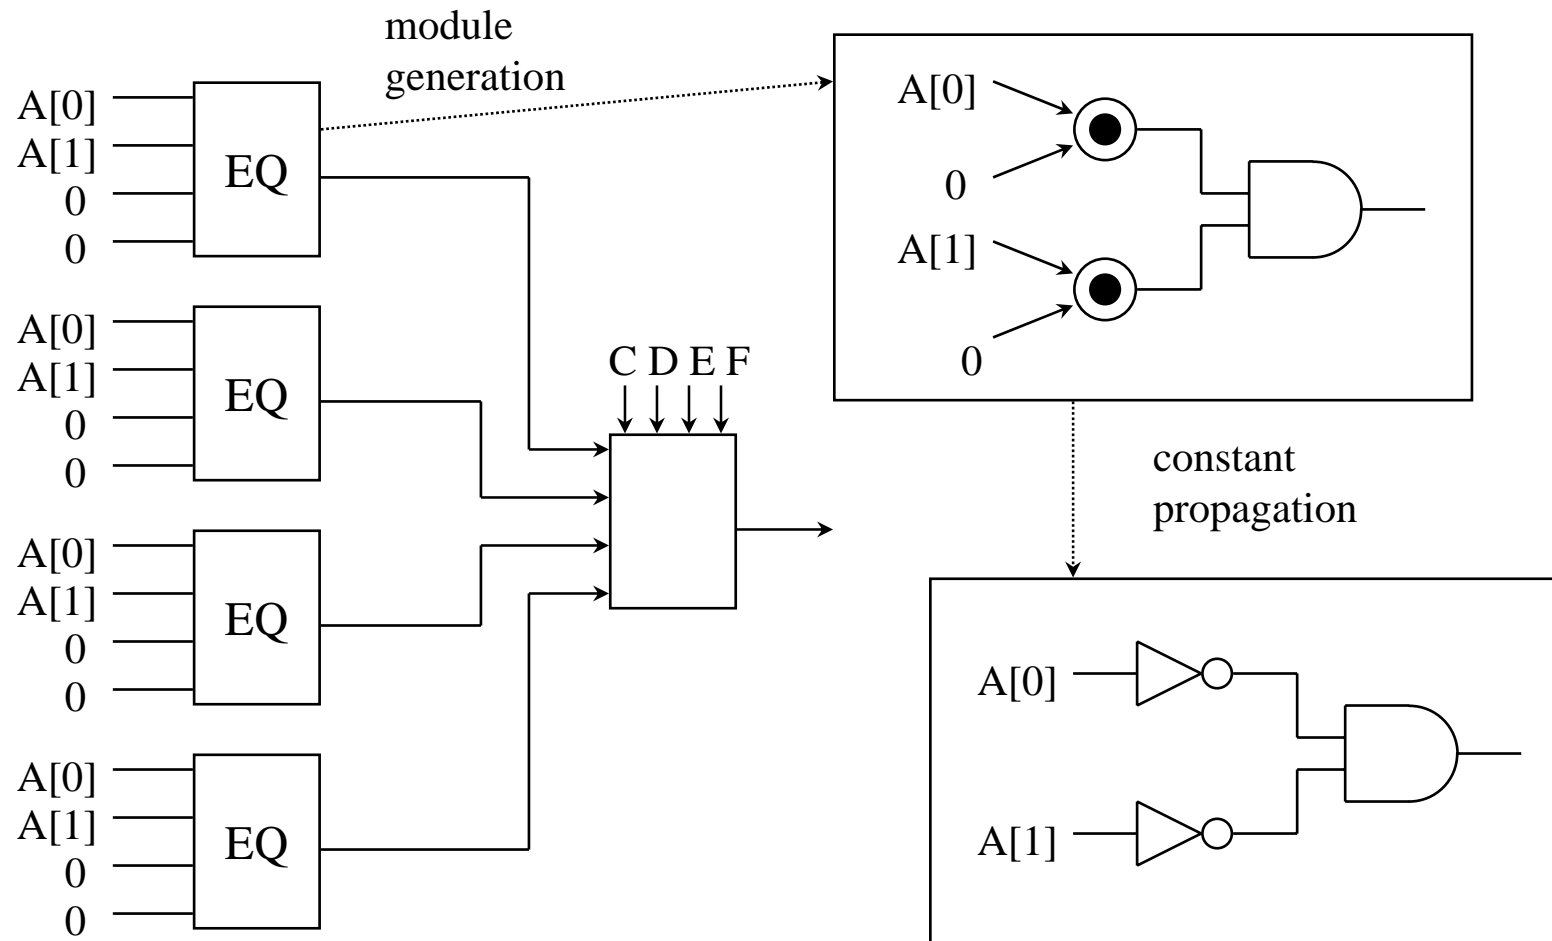 module
generation
A[0]
A[1]
0
0
EQ
A[0]
0
A[1]
0
A[0]
A[1]
0
0
EQ
C D E F
constant
propagation
A[0]
A[1]
0
0
EQ
A[0]
A[1]
A[0]
A[1]
0
0
EQ